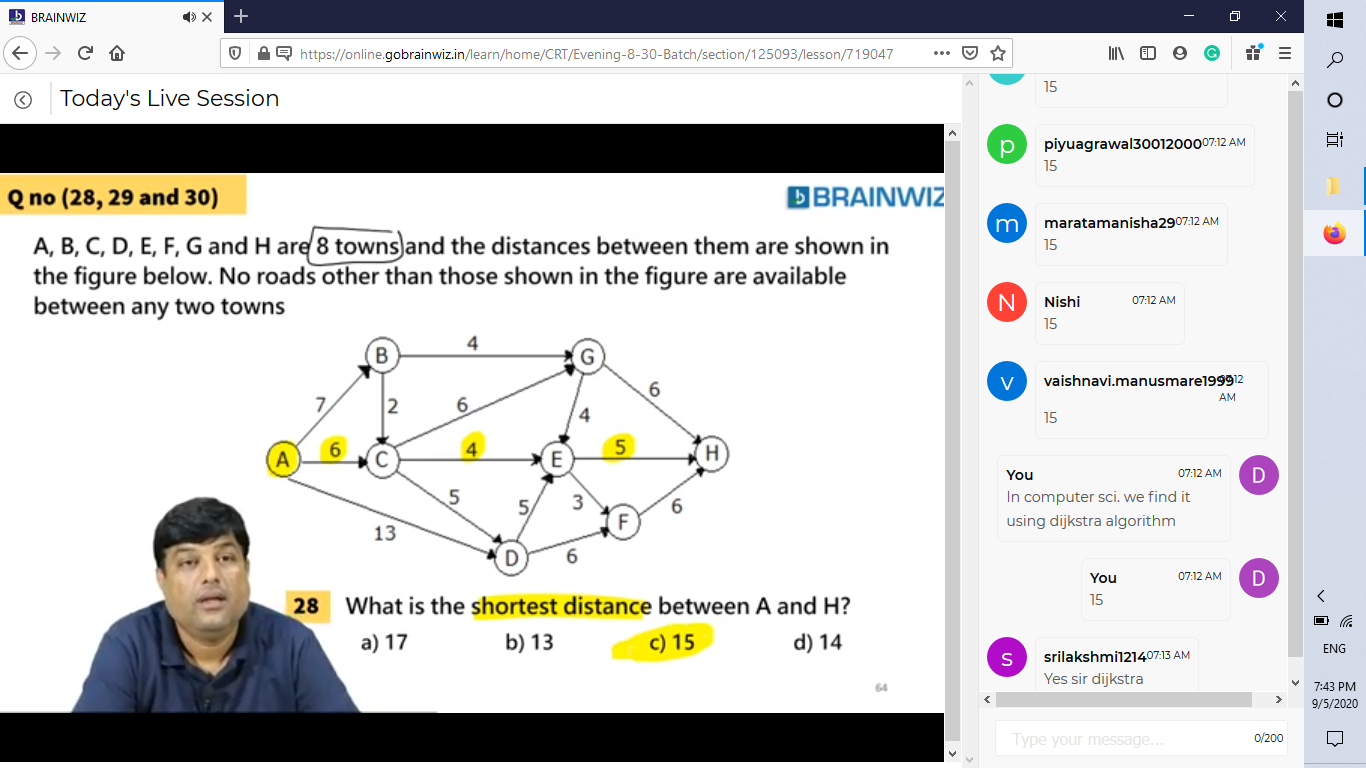 BRAINWIZ
https://online.gobrainwiz.in/learn/home/CRT/Evening-8-30-Batch/section/125093/lesson/719047
Today's Live Session
Q no (28, 29 and 30)
BRAINWIZ
A, B, C, D, E, F, G and H are 8 towns and the distances between them are shown in
the figure below. No roads other than those shown in the figure are available
between any two towns
B
4
G
7
2
6
4
6
A
6
C
4
E
5
H
13
5
5
3
F
6
D
6
28
What is the shortest distance between A and H?
a) 17
b) 13
c) 15
d) 14
64
15
p
piyuagrawal30012000
07:12 AM
15
m
maratamanisha29
07:12 AM
15
N
Nishi
07:12 AM
15
v
vaishnavi.manusmare1999
07:12
AM
15
You
07:12 AM
D
In computer sci. we find it
using dijkstra algorithm
You
07:12 AM
D
15
s
srilakshmi1214
07:13 AM
Yes sir dijkstra
Type your message...
0/200
ENG
7:43 PM
9/5/2020